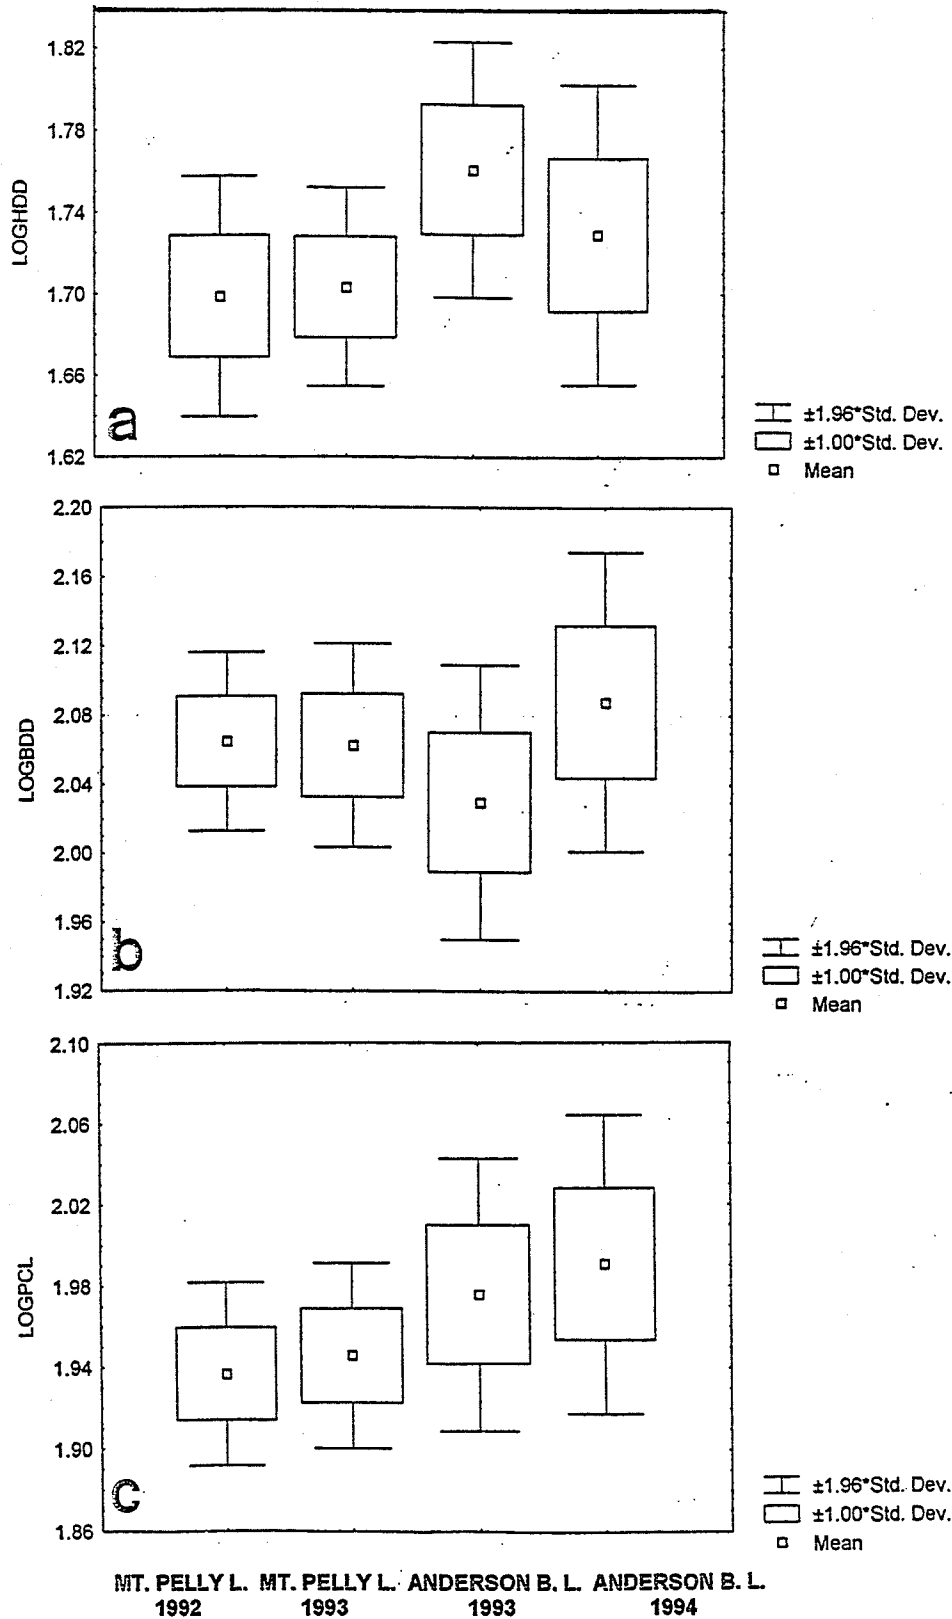 1.82
1.78
1.74
1.70
1.66
1.62
LOGHDD
a
±1.96*Std. Dev.
±1.00*Std. Dev.
Mean
2.20
2.16
2.12
2.08
2.04
2.00
1.96
1.92
LOGBDD
b
±1.96*Std. Dev.
±1.00*Std. Dev.
Mean
2.10
2.06
2.02
1.98
1.94
1.90
1.86
LOGPCL
c
±1.96*Std. Dev.
±1.00*Std. Dev.
Mean
MT. PELLY L. MT. PELLY L. ANDERSON B. L. ANDERSON B. L.
1992 1993 1993 1994